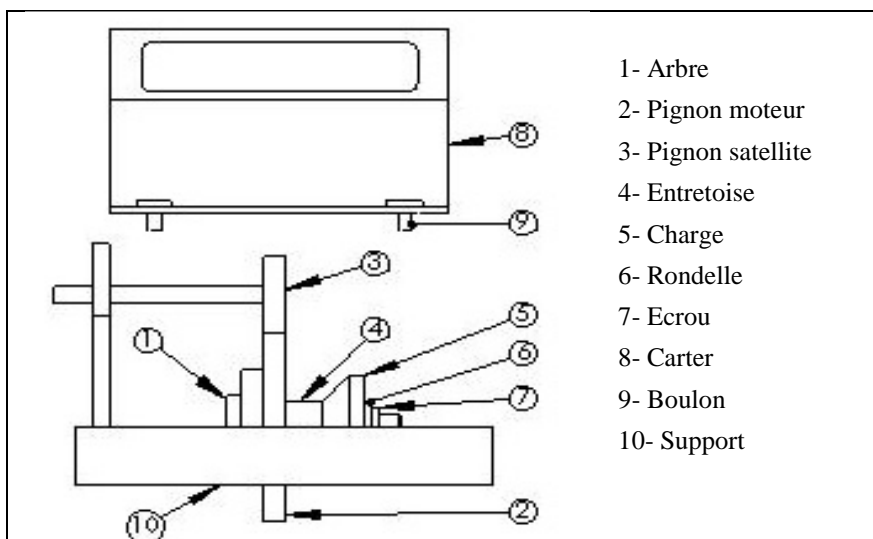 1- Arbre
2- Pignon moteur
3- Pignon satellite
4- Entretoise
5- Charge
6- Rondelle
7- Ecrou
8- Carter
9- Boulon
10- Support
8
9
3
1
4
5
6
7
10
2